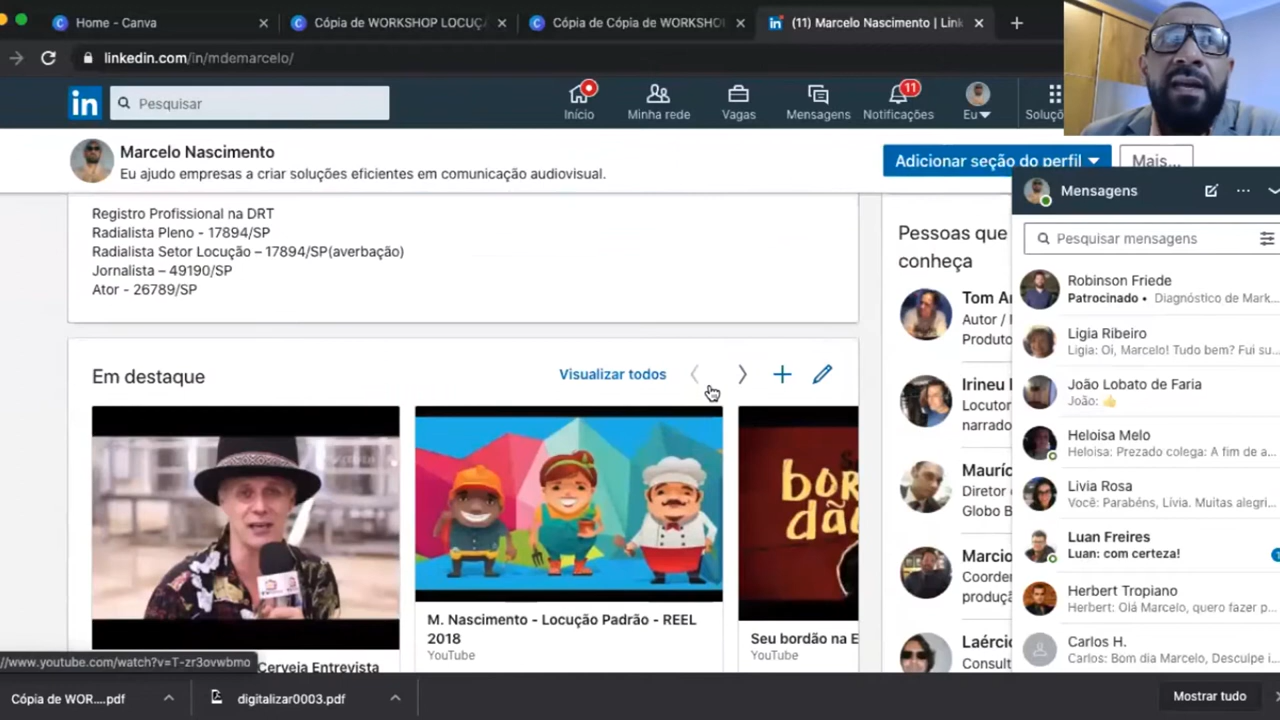 Home - Canva
Cópia de WORKSHOP LOCUÇ
Cópia de Cópia de WORKSHO
(11) Marcelo Nascimento | Link
linkedin.com/in/mdemarcelo/
in
Pesquisar
Início
Minha rede
Vagas
Mensagens
11
Notificações
Eu
Soluçõ
Marcelo Nascimento
Eu ajudo empresas a criar soluções eficientes em comunicação audiovisual.
Adicionar seção do perfil
Mais...
Registro Profissional na DRT
Radialista Pleno - 17894/SP
Radialista Setor Locução – 17894/SP(averbação)
Jornalista – 49190/SP
Ator - 26789/SP
Em destaque
Visualizar todos
bor
dão
Cerveja Entrevista
M. Nascimento - Locução Padrão - REEL
2018
YouTube
Seu bordão na E
YouTube
Pessoas que
conheça
Tom A
Autor /
Produto
Irineu
Locutor
narrado
Mauríc
Diretor
Globo B
Marcio
Coorde
produç
Laércio
Consult
Mensagens
Pesquisar mensagens
Robinson Friede
Patrocinado • Diagnóstico de Mark...
Ligia Ribeiro
Ligia: Oi, Marcelo! Tudo bem? Fui su...
João Lobato de Faria
João: 👍
Heloisa Melo
Heloisa: Prezado colega: A fim de a...
Livia Rosa
Você: Parabéns, Lívia. Muitas alegri...
Luan Freires
Luan: com certeza!
Herbert Tropiano
Herbert: Olá Marcelo, quero fazer p...
Carlos H.
Carlos: Bom dia Marcelo, Desculpe i
//www.youtube.com/watch?v=T-zr3ovwbmo
Cópia de WOR....pdf
digitalizar0003.pdf
Mostrar tudo